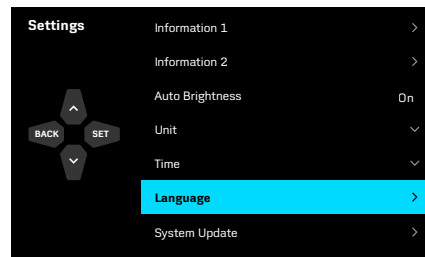 Settings
Information 1
Information 2
Auto Brightness On
BACK SET
Unit
Time
Language
System Update